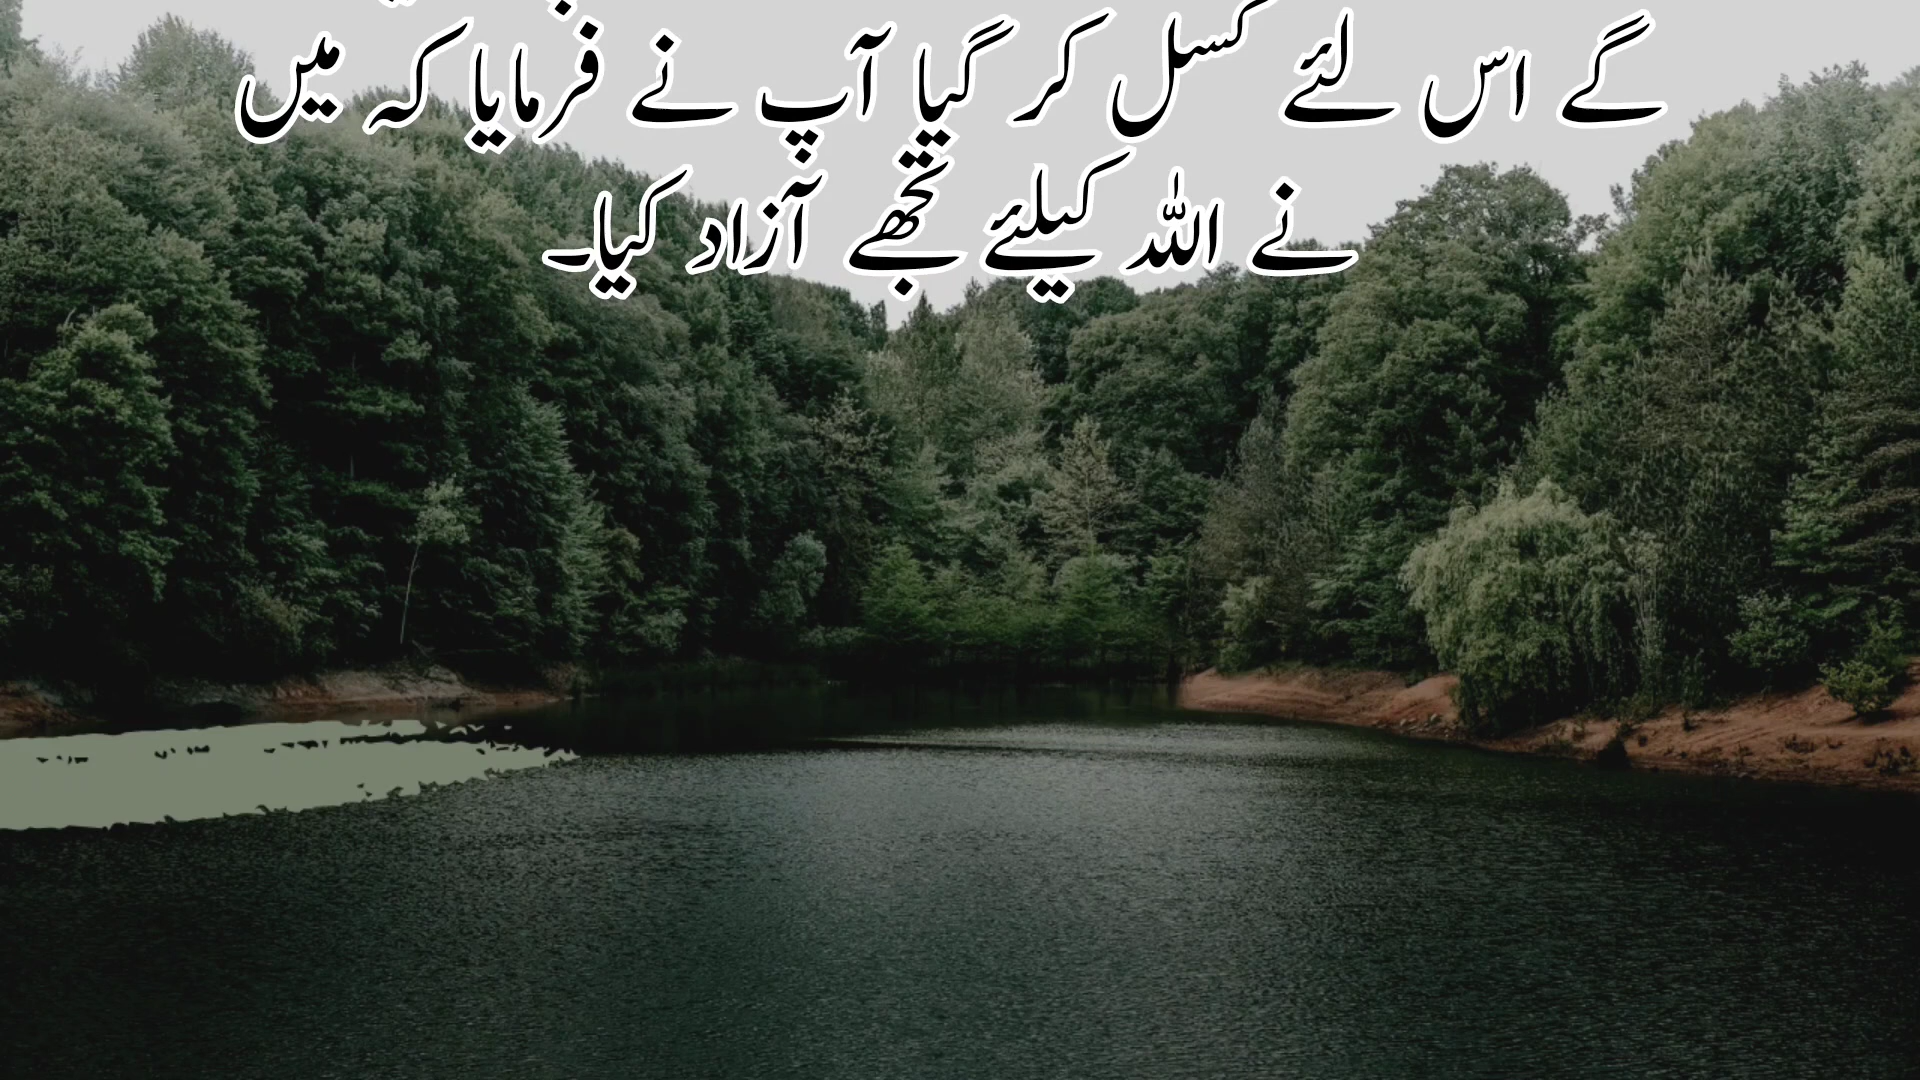 گے اس لئے کسل کر گیا آپ نے فرمایا کہ میں
نے اللہ کیلئے تجھے آزاد کیا۔